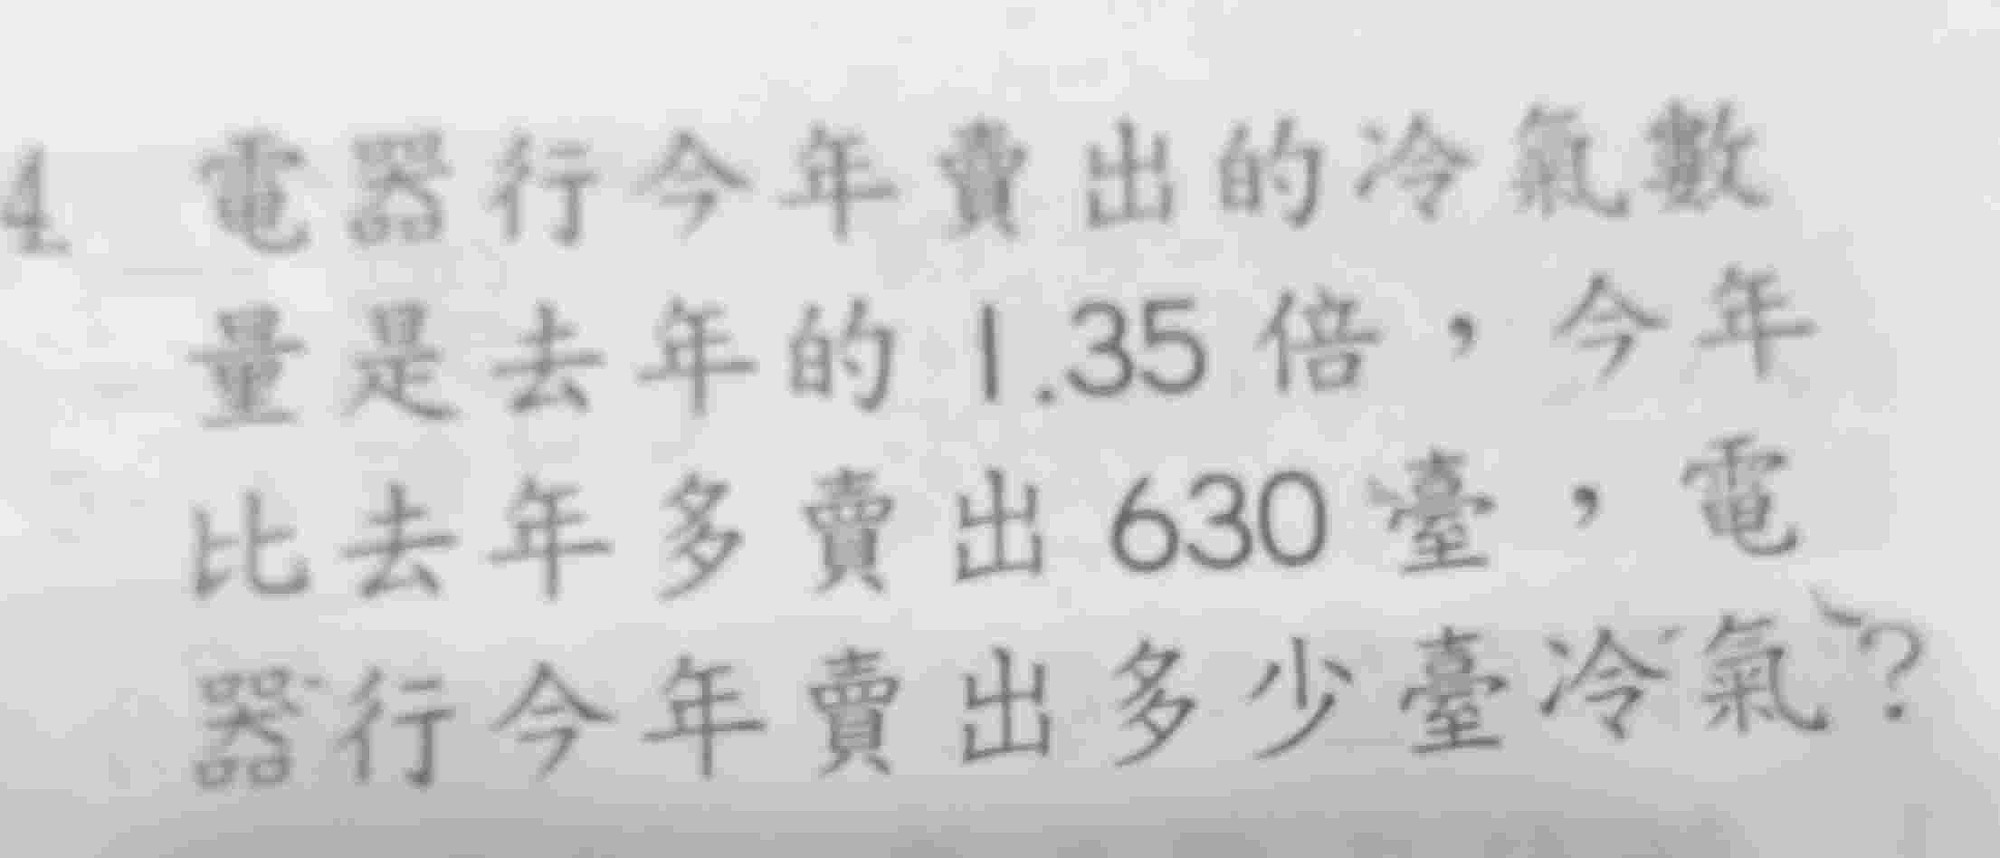 4. 電器行今年賣出的冷氣數
量是去年的 1.35 倍，今年
比去年多賣出 630 臺，電
器行今年賣出多少臺冷氣？